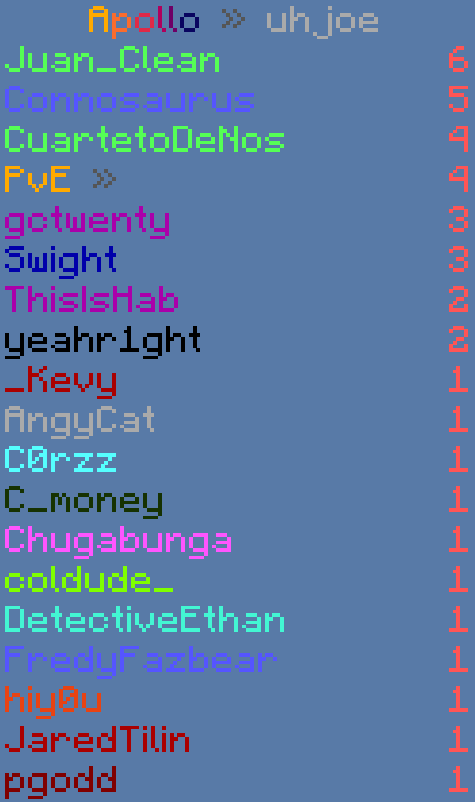 Apollo » uh_joe
Juan_Clean 6
Connosaurus 5
CuartetoDeNos 4
PvE » 4
gctwenty 3
Swight 3
ThisIsHab 2
yeahr1ght 2
_Kevy 1
AngyCat 1
C0rzz 1
C_money 1
Chugabunga 1
coldude_ 1
DetectiveEthan 1
FredyFazbear 1
hiy0u 1
JaredTilin 1
pgodd 1